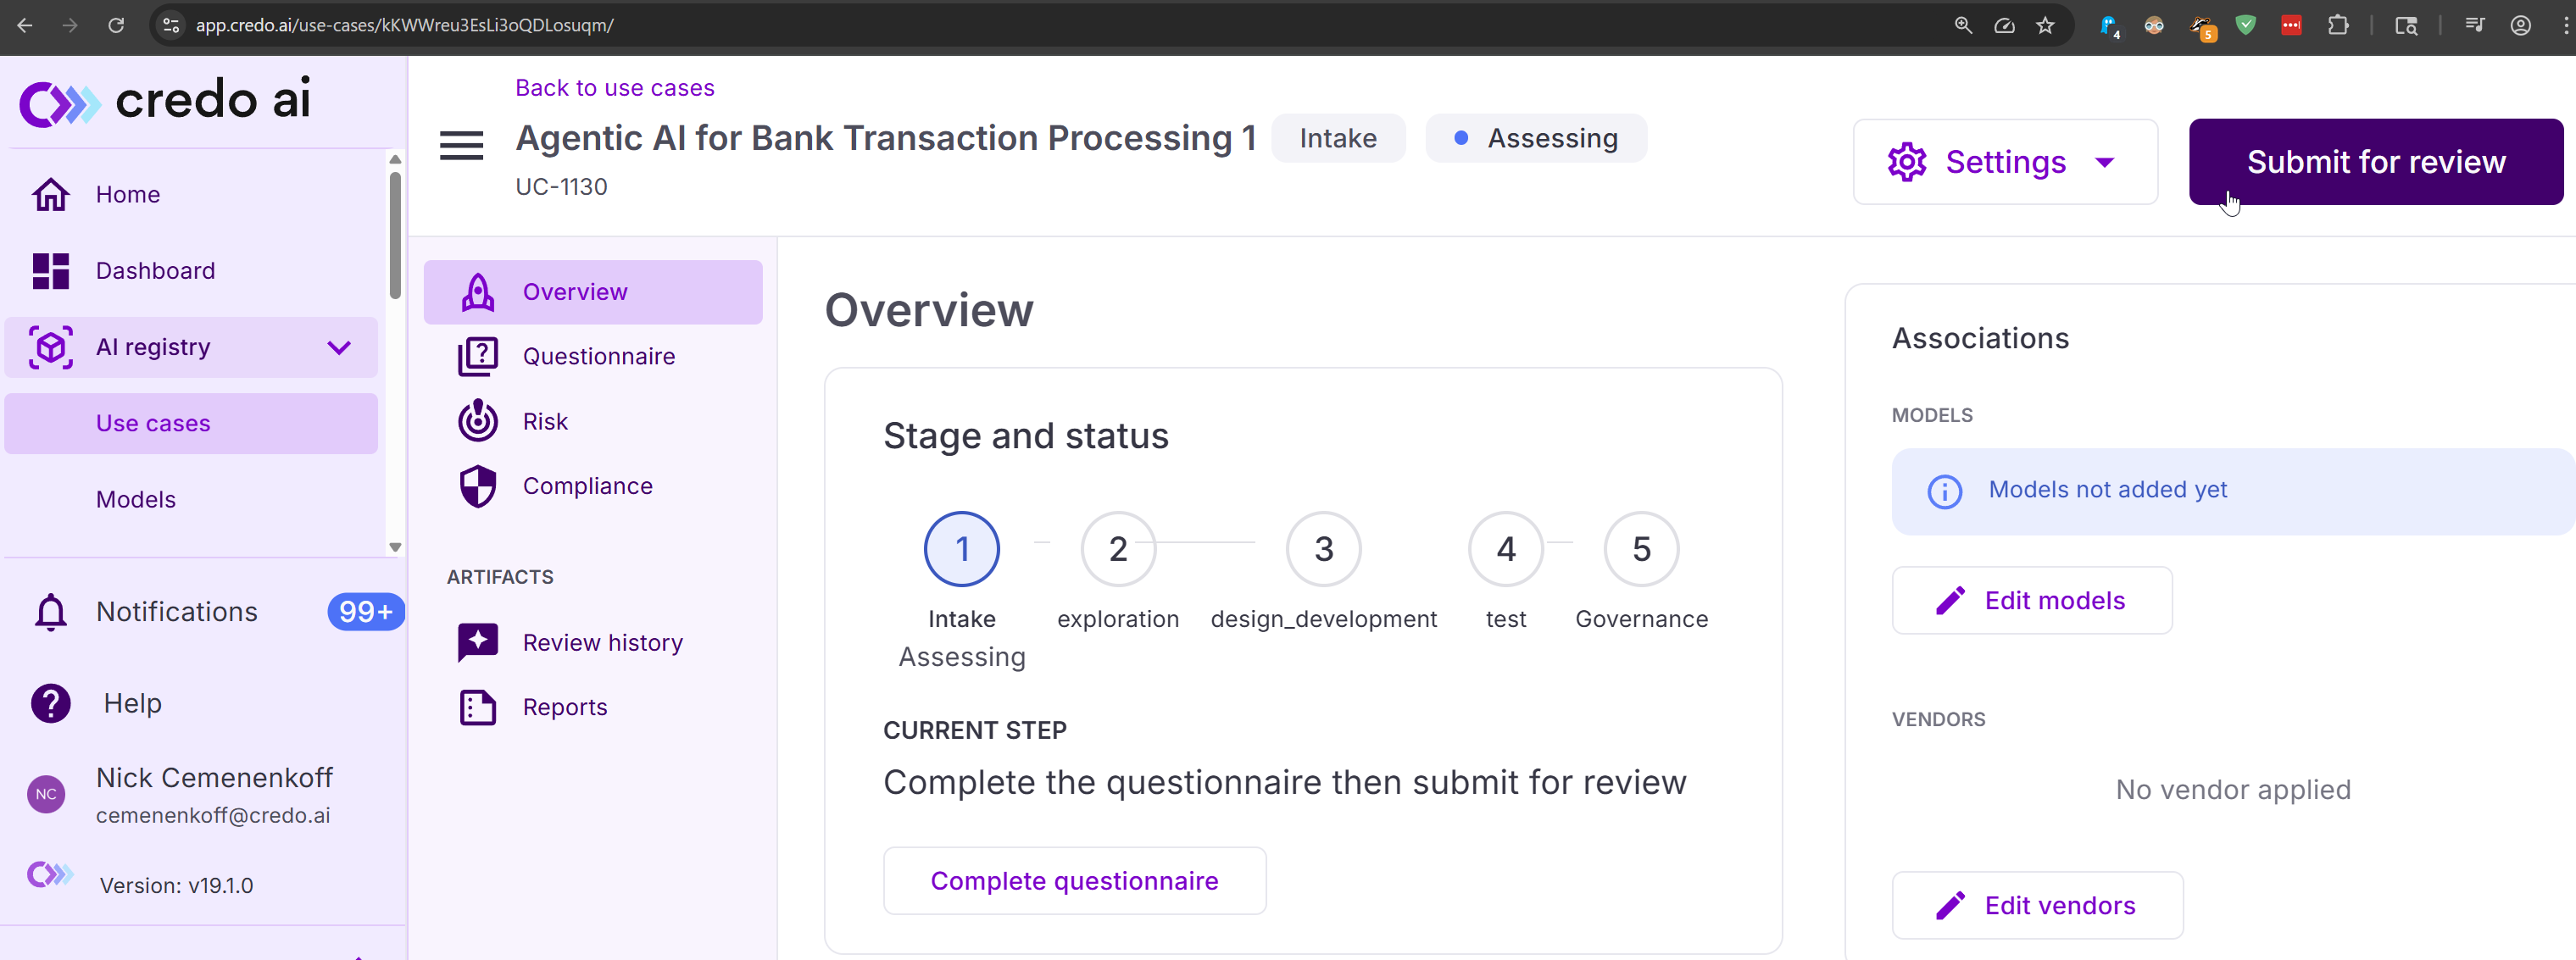 app.credo.ai/use-cases/kKWWreu3EsLi3oQDLosuqm/
4
5
credo ai
Home
Dashboard
AI registry
Use cases
Models
Notifications
99+
Help
NC
Nick Cemenenkoff
cemenenkoff@credo.ai
Version: v19.1.0
Back to use cases
Agentic AI for Bank Transaction Processing 1
Intake
Assessing
UC-1130
Settings
Submit for review
Overview
Questionnaire
Risk
Compliance
ARTIFACTS
Review history
Reports
Overview
Stage and status
1
2
3
4
5
Intake
exploration
design_development
test
Governance
Assessing
CURRENT STEP
Complete the questionnaire then submit for review
Complete questionnaire
Associations
MODELS
Models not added yet
Edit models
VENDORS
No vendor applied
Edit vendors